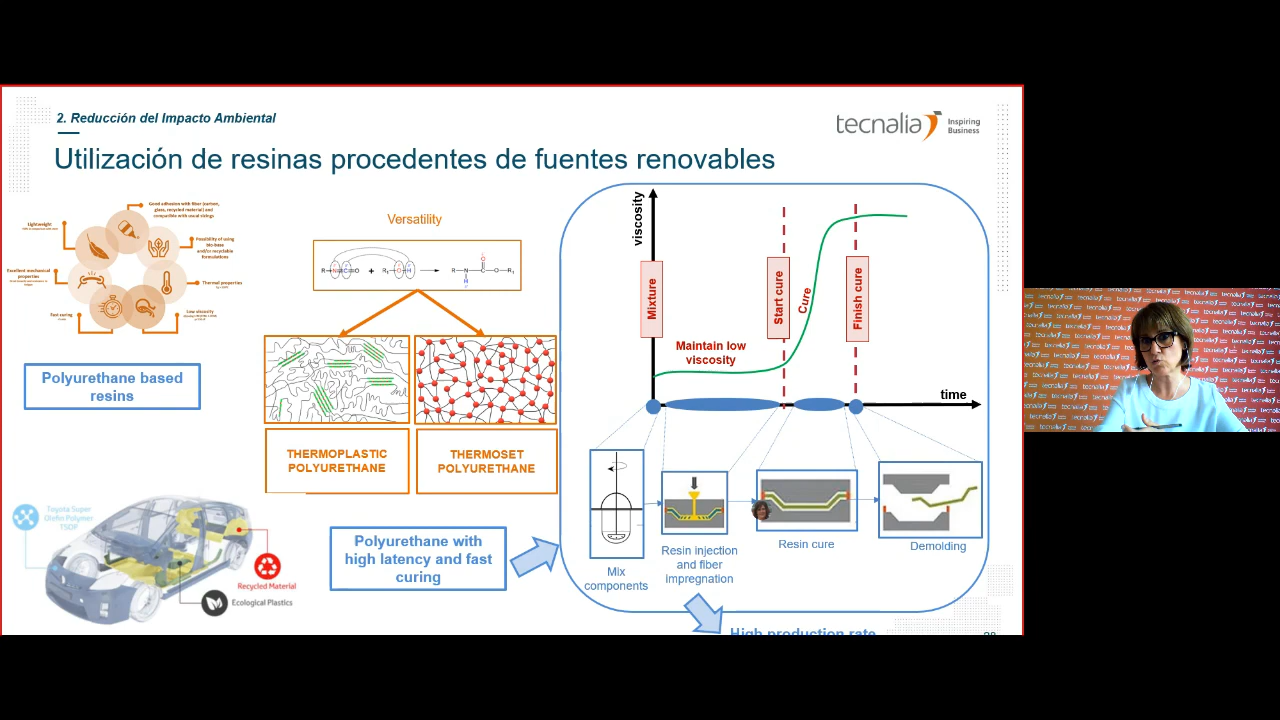 2. Reducción del Impacto Ambiental
tecnalia
Inspiring
Business
Utilización de resinas procedentes de fuentes renovables
Good adhesion with fiber (carbon,
glass, recycled material) and
compatible with usual sizings
Lightweight
Possibility of using
bio-base
and/or recyclable
formulations
Excellent mechanical
properties
Thermal properties
Fast curing
Low viscosity
Polyurethane based
resins
Versatility
THERMOPLASTIC
POLYURETHANE
THERMOSET
POLYURETHANE
viscosity
Mixture
Maintain low
viscosity
Start cure
Cure
Finish cure
time
Mix
components
Resin injection
and fiber
impregnation
Resin cure
Demolding
Toyota Super
Olefin Polymer
TSOP
Recycled Material
Ecological Plastics
Polyurethane with
high latency and fast
curing
High production rate